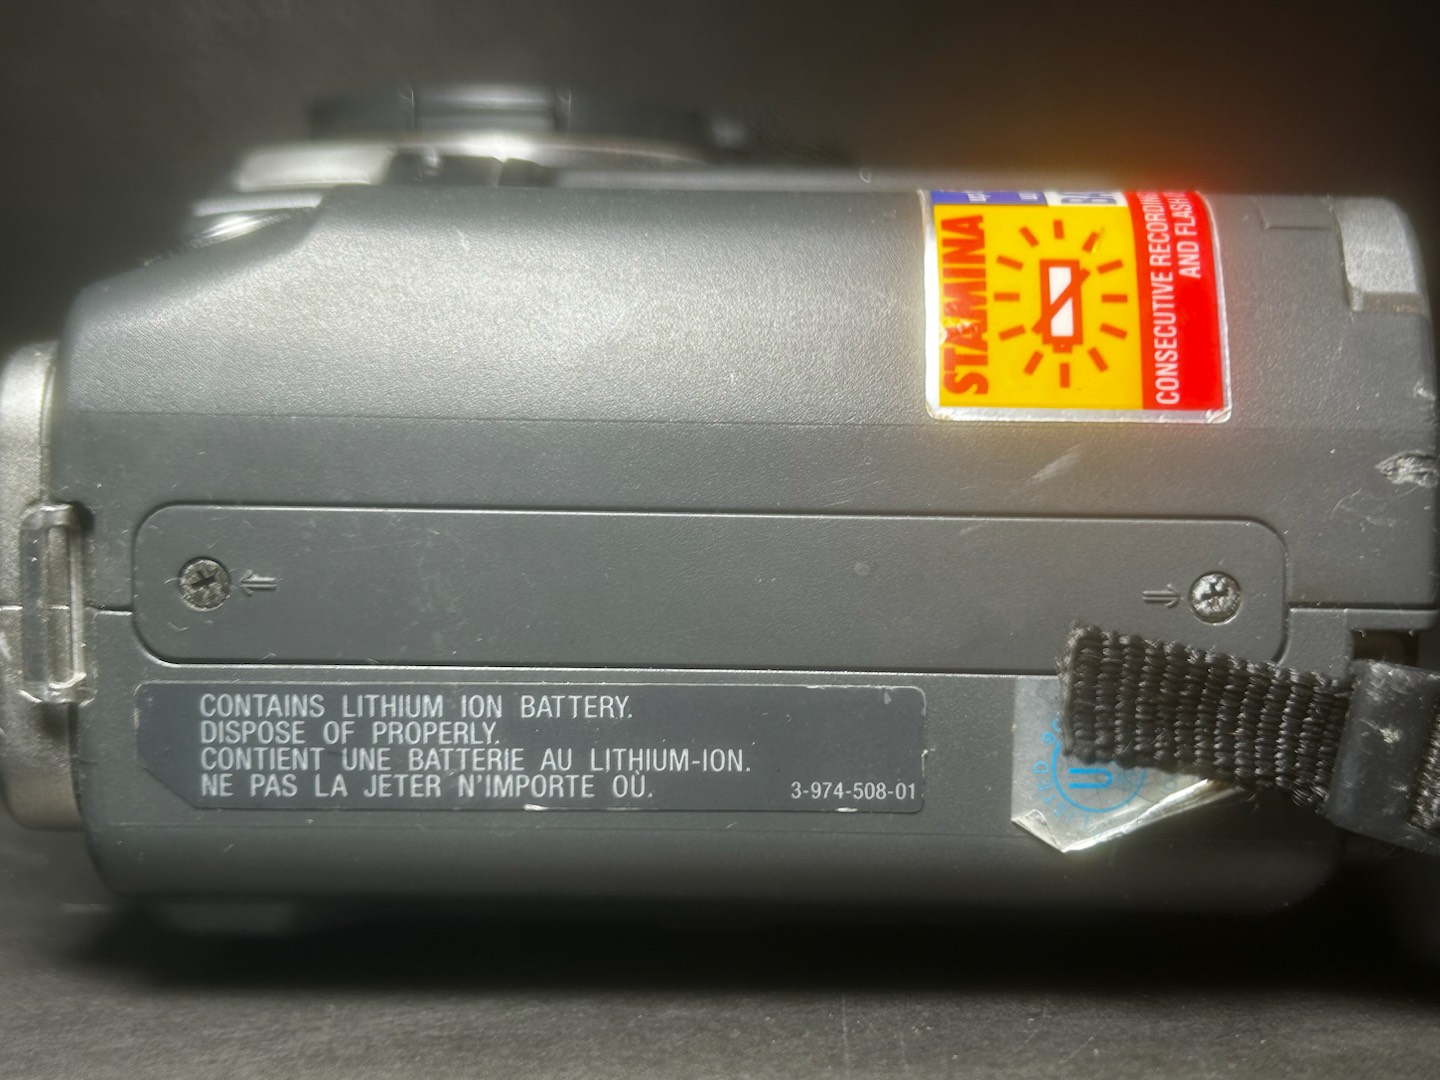 STAMINA
CONSECUTIVE RECORDING
AND FLASH
CONTAINS LITHIUM ION BATTERY.
DISPOSE OF PROPERLY.
CONTIENT UNE BATTERIE AU LITHIUM-ION.
NE PAS LA JETER N'IMPORTE OÙ.
3-974-508-01